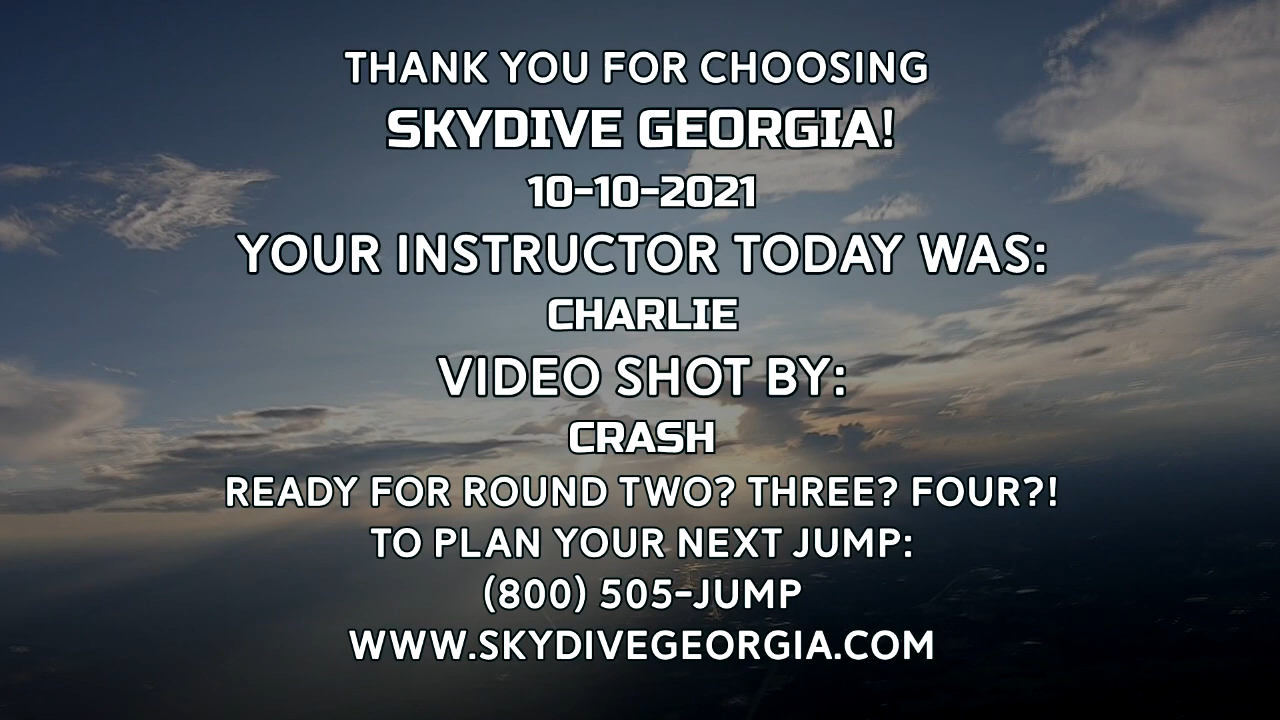 THANK YOU FOR CHOOSING
SKYDIVE GEORGIA!
10-10-2021
YOUR INSTRUCTOR TODAY WAS:
CHARLIE
VIDEO SHOT BY:
CRASH
READY FOR ROUND TWO? THREE? FOUR?!
TO PLAN YOUR NEXT JUMP:
(800) 505-JUMP
WWW.SKYDIVEGEORGIA.COM